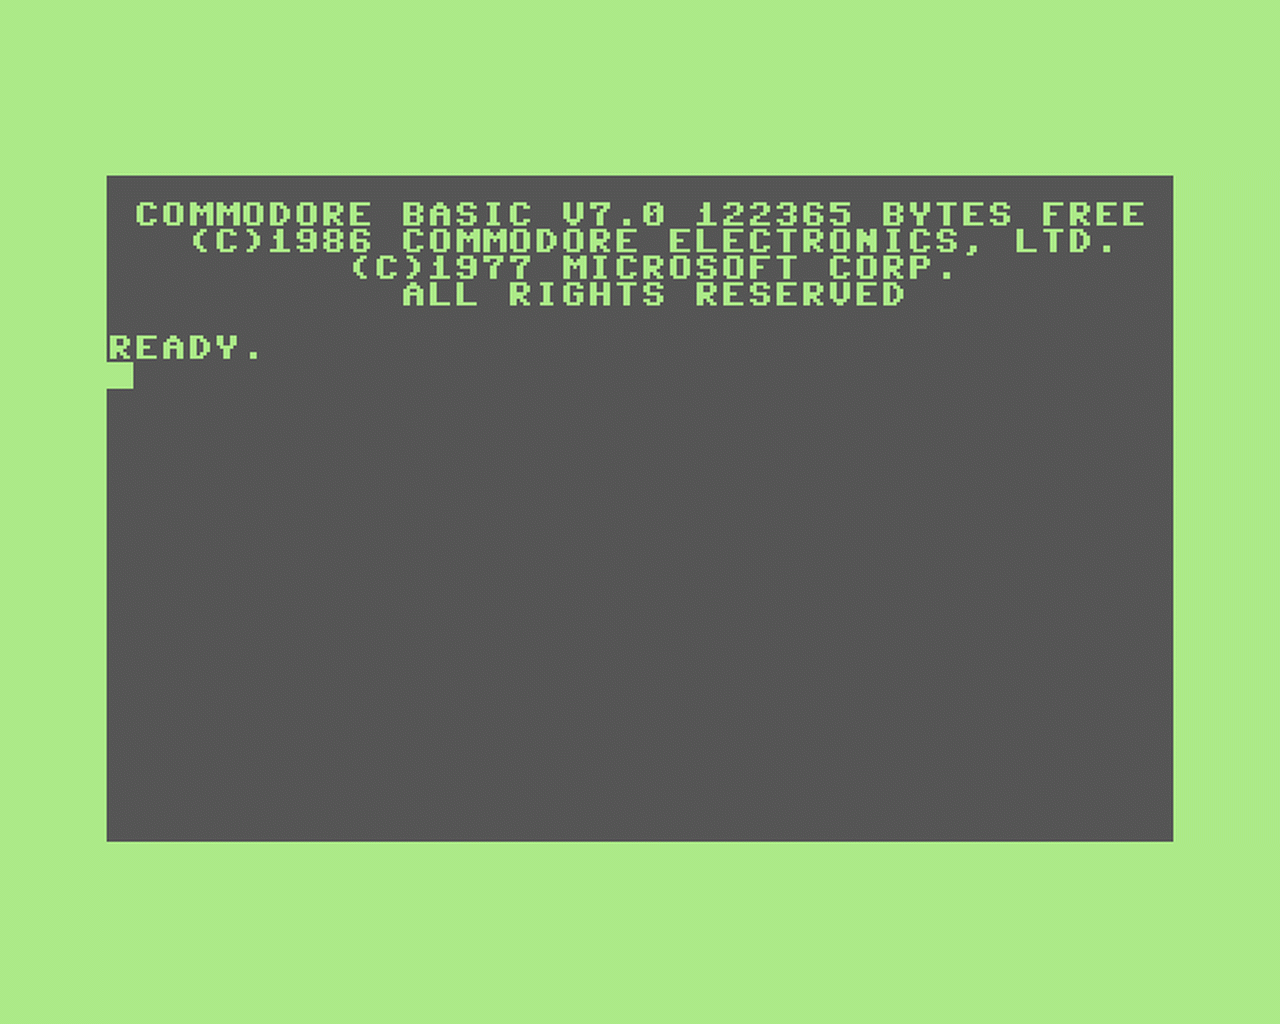 COMMODORE BASIC V7.0 122365 BYTES FREE
(C)1986 COMMODORE ELECTRONICS, LTD.
(C)1977 MICROSOFT CORP.
ALL RIGHTS RESERVED
READY.